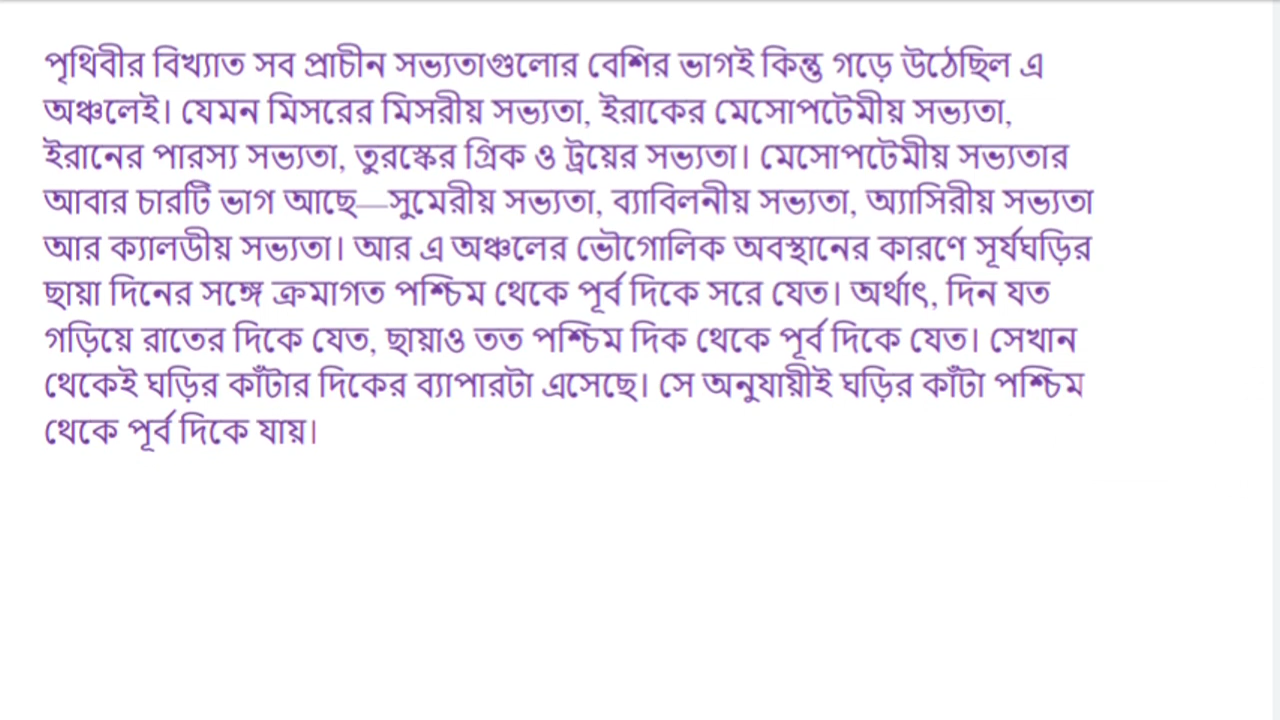 পৃথিবীর বিখ্যাত সব প্রাচীন সভ্যতাগুলোর বেশির ভাগই কিন্তু গড়ে উঠেছিল এ
অঞ্চলেই। যেমন মিসরের মিসরীয় সভ্যতা, ইরাকের মেসোপটেমীয় সভ্যতা,
ইরানের পারস্য সভ্যতা, তুরস্কের গ্রিক ও ট্রয়ের সভ্যতা। মেসোপটেমীয় সভ্যতার
আবার চারটি ভাগ আছে—সুমেরীয় সভ্যতা, ব্যাবিলনীয় সভ্যতা, অ্যাসিরীয় সভ্যতা
আর ক্যালডীয় সভ্যতা। আর এ অঞ্চলের ভৌগোলিক অবস্থানের কারণে সূর্যঘড়ির
ছায়া দিনের সঙ্গে ক্রমাগত পশ্চিম থেকে পূর্ব দিকে সরে যেত। অর্থাৎ, দিন যত
গড়িয়ে রাতের দিকে যেত, ছায়াও তত পশ্চিম দিক থেকে পূর্ব দিকে যেত। সেখান
থেকেই ঘড়ির কাঁটার দিকের ব্যাপারটা এসেছে। সে অনুযায়ীই ঘড়ির কাঁটা পশ্চিম
থেকে পূর্ব দিকে যায়।